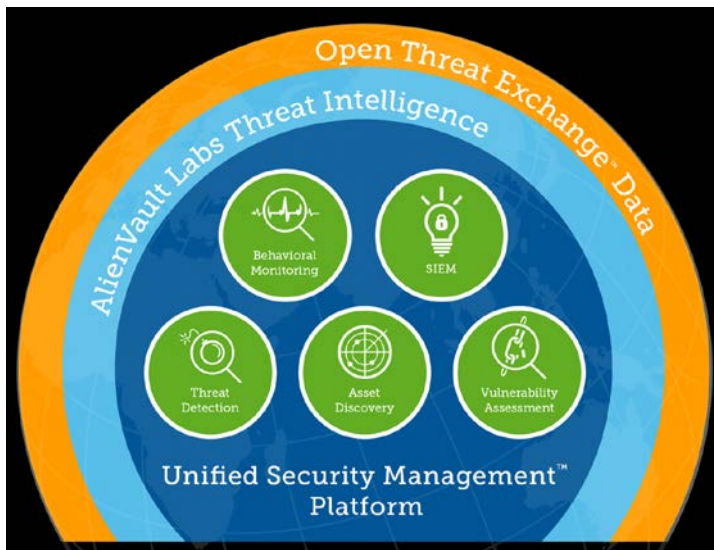 Open Threat Exchange™ Data
AlienVault Labs Threat Intelligence
Behavioral
Monitoring
SIEM
Threat
Detection
Asset
Discovery
Vulnerability
Assessment
Unified Security Management™
Platform